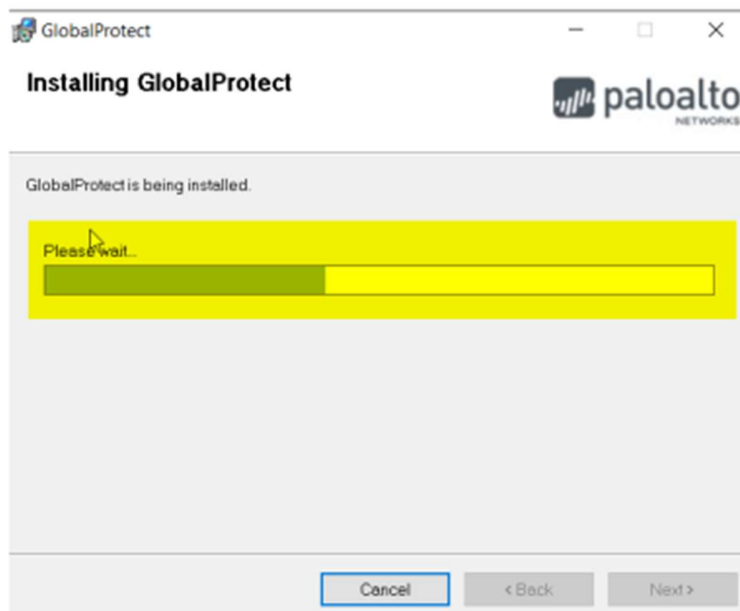 GlobalProtect
Installing GlobalProtect
paloalto
NETWORKS
GlobalProtect is being installed.
Please wait...
Cancel
< Back
Next >